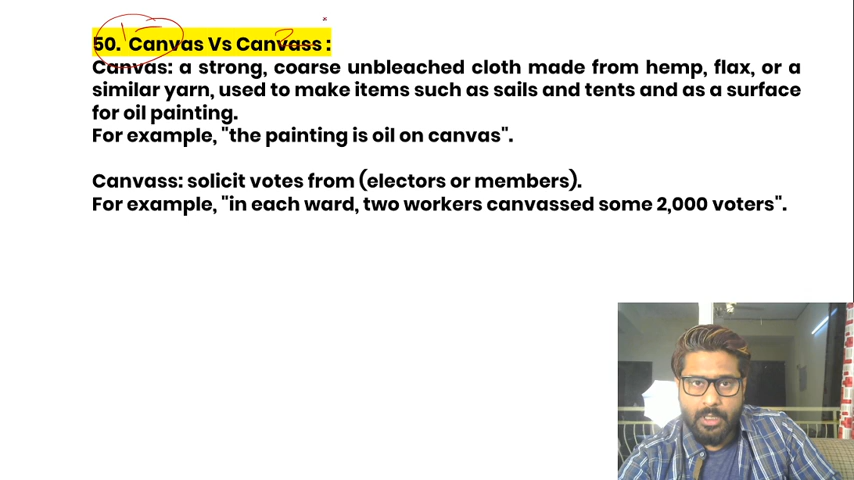 50. Canvas Vs Canvass :
Canvas: a strong, coarse unbleached cloth made from hemp, flax, or a
similar yarn, used to make items such as sails and tents and as a surface
for oil painting.
For example, "the painting is oil on canvas".
Canvass: solicit votes from (electors or members).
For example, "in each ward, two workers canvassed some 2,000 voters".